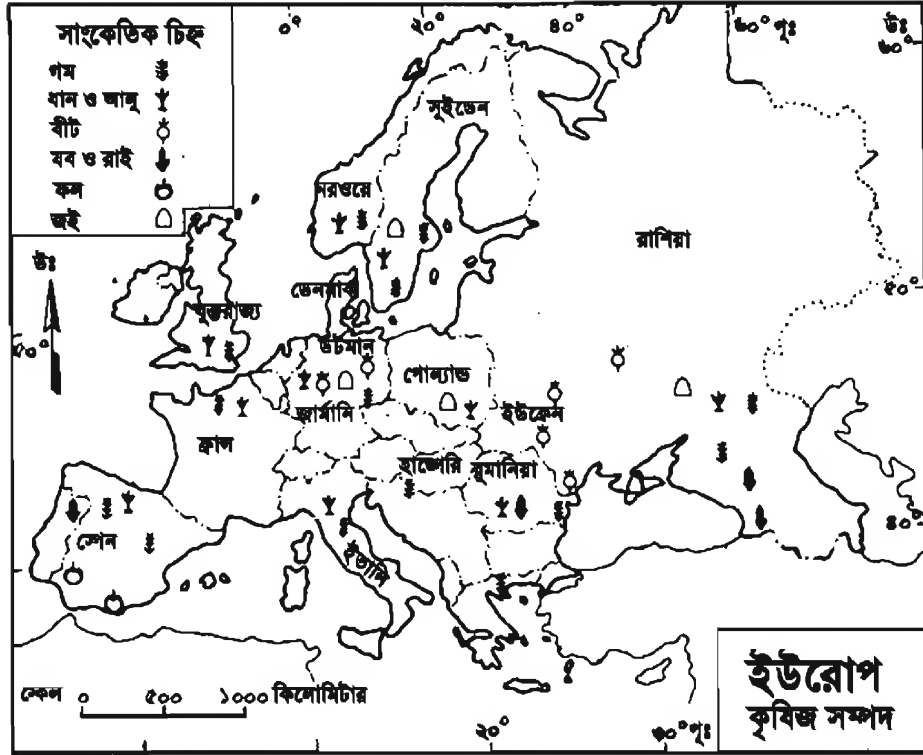 সাংকেতিক চিহ্ন
গম
ধান ও আলু
বীট
যব ও রাই
ফল
জই
০° ২০° ৪০° ৬০°পূঃ
উঃ
৬০°
সুইডেন
নরওয়ে
রাশিয়া
উঃ
ডেনমার্ক
৫০°
যুক্তরাজ্য
৫০°
পোল্যান্ড
ইউক্রেন
জার্মানি
ফ্রান্স
হাঙ্গেরি
রুমানিয়া
৪০°
স্পেন
ইতালি
স্কেল ০ ৫০০ ১০০০ কিলোমিটার
ইউরোপ
কৃষিজ সম্পদ
২০°